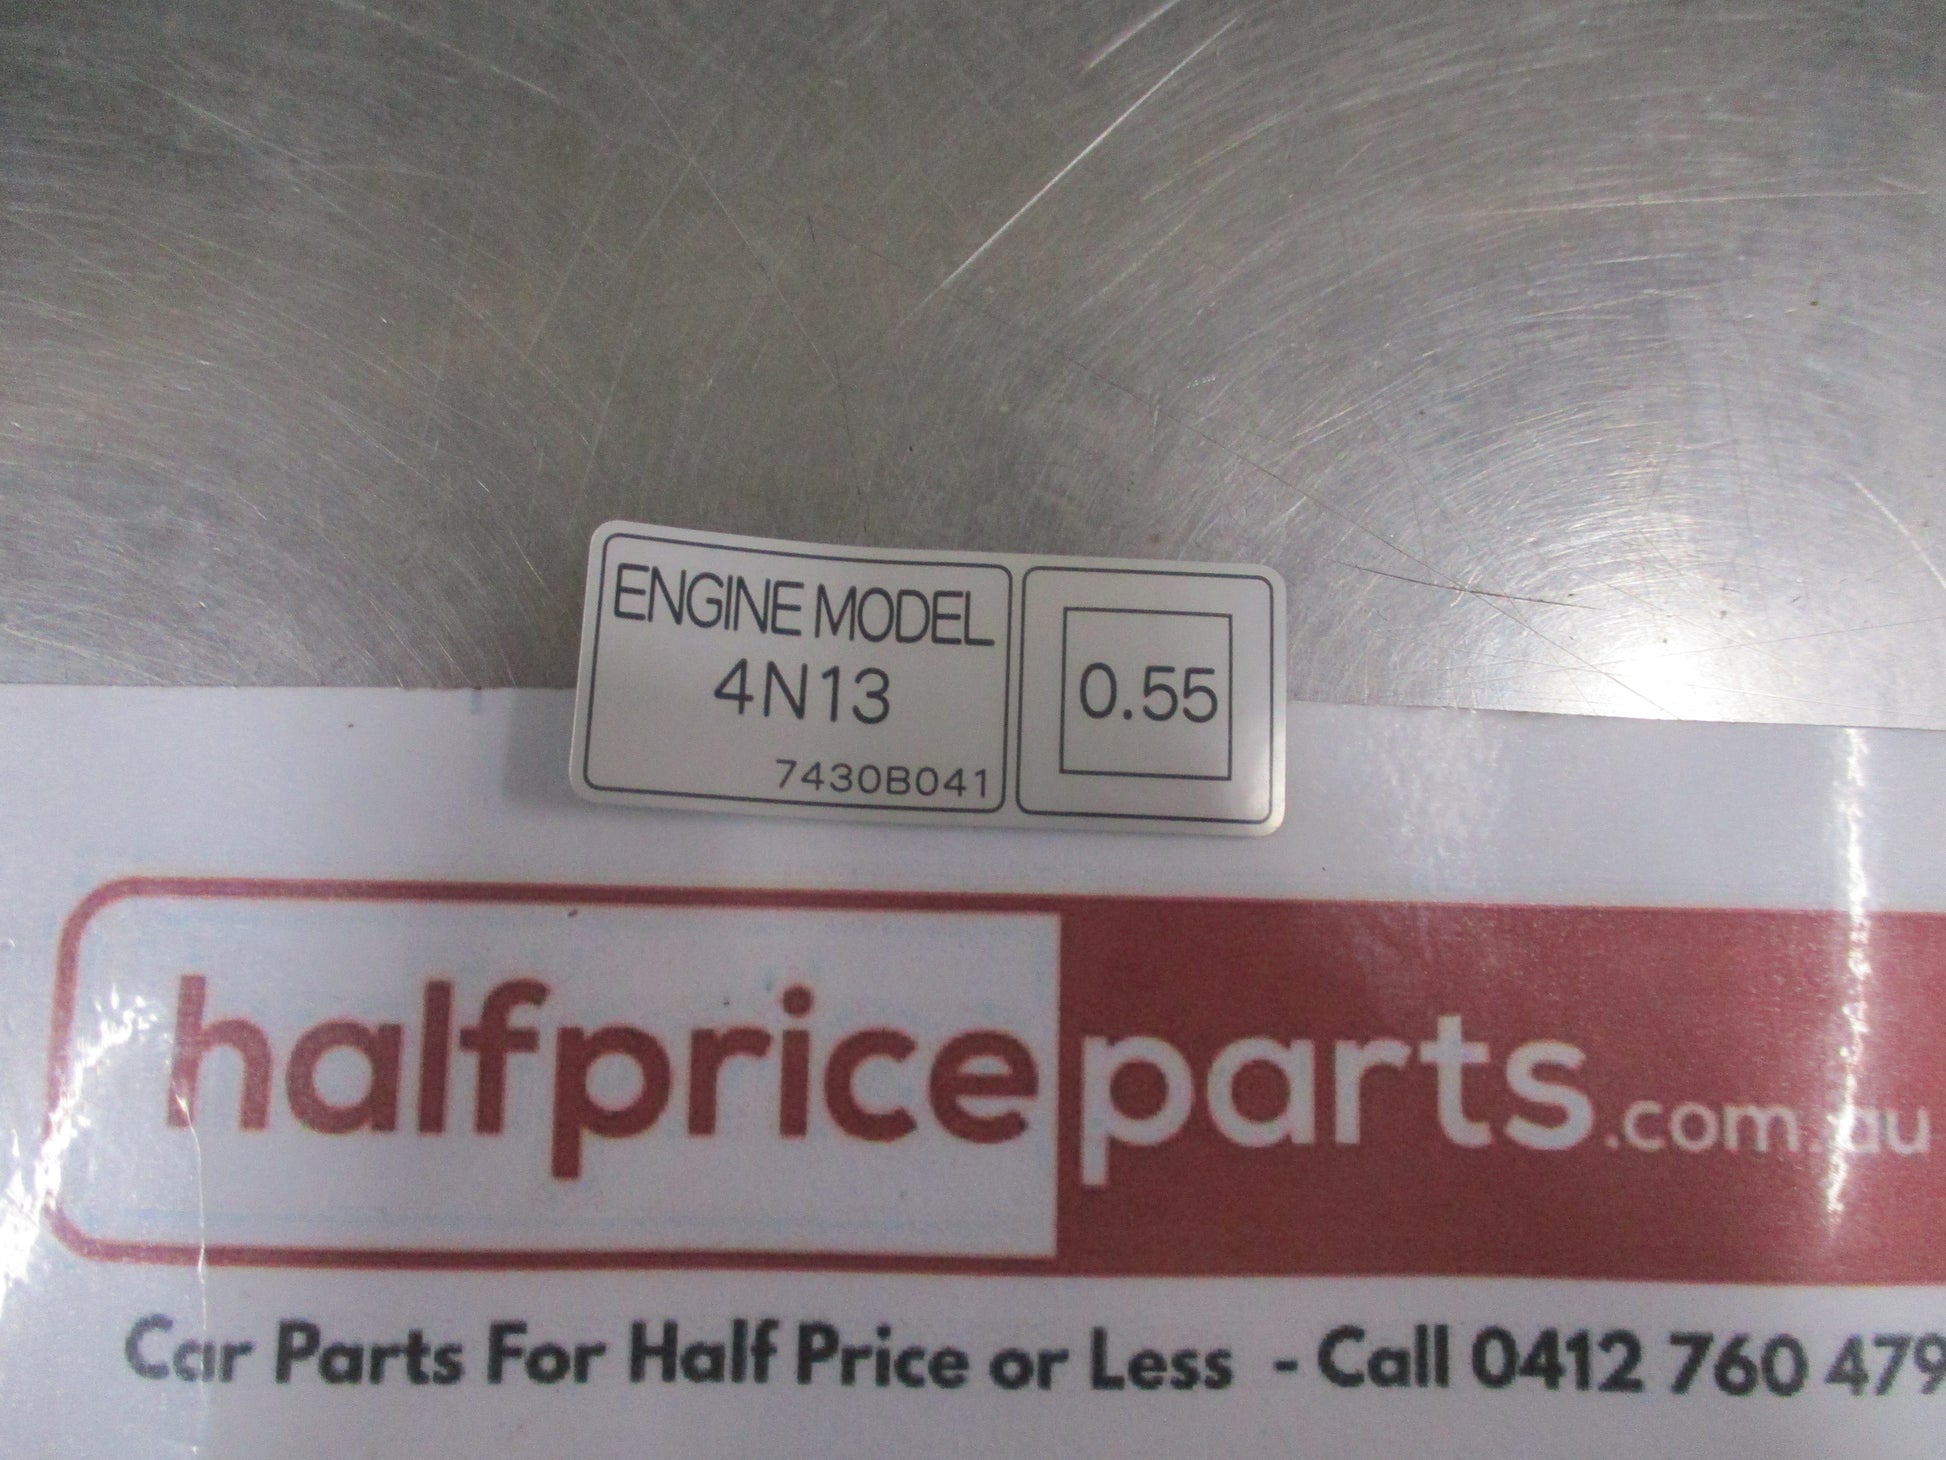 ENGINE MODEL
4N13
7430B041
0.55
halfpriceparts.com.au
Car Parts For Half Price or Less - Call 0412 760 479